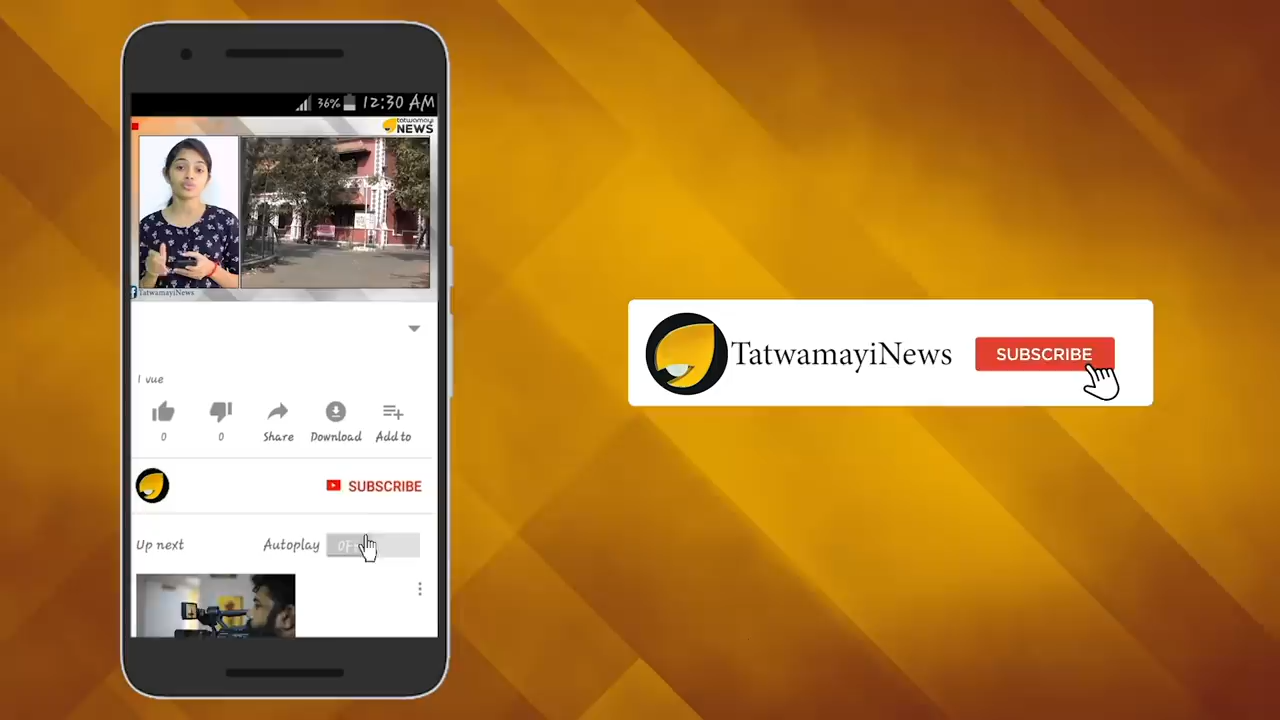 36% 12:30 AM
tatwamayi
NEWS
TatwamayiNews
1 vue
0 0 Share Download Add to
SUBSCRIBE
Up next Autoplay
TatwamayiNews SUBSCRIBE